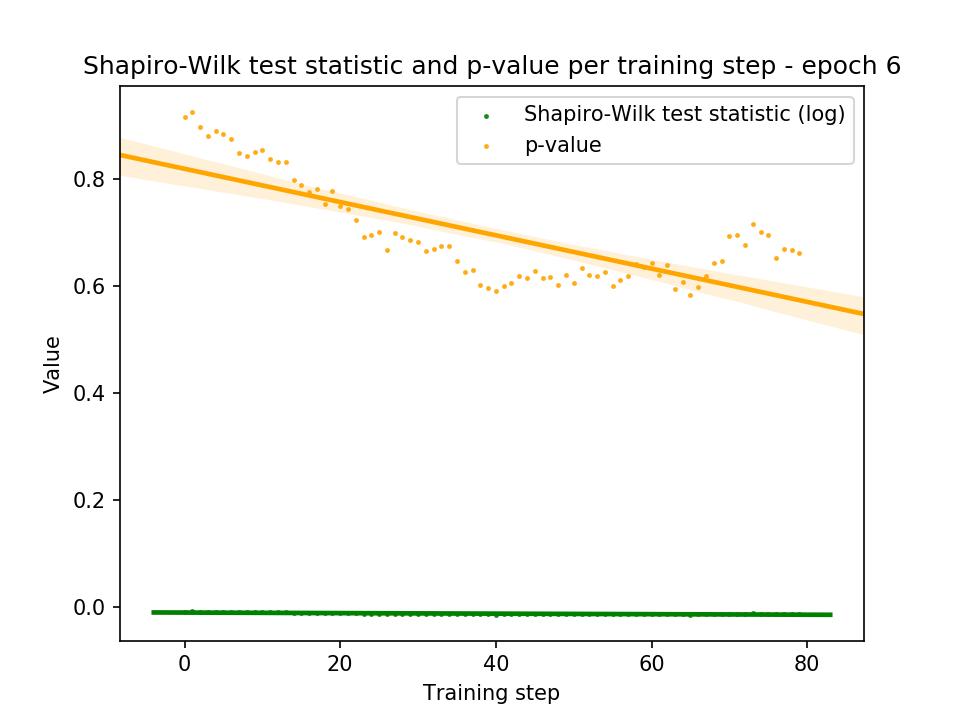 Shapiro-Wilk test statistic and p-value per training step - epoch 6
Shapiro-Wilk test statistic (log)
p-value
Value
0.8
0.6
0.4
0.2
0.0
0 20 40 60 80
Training step